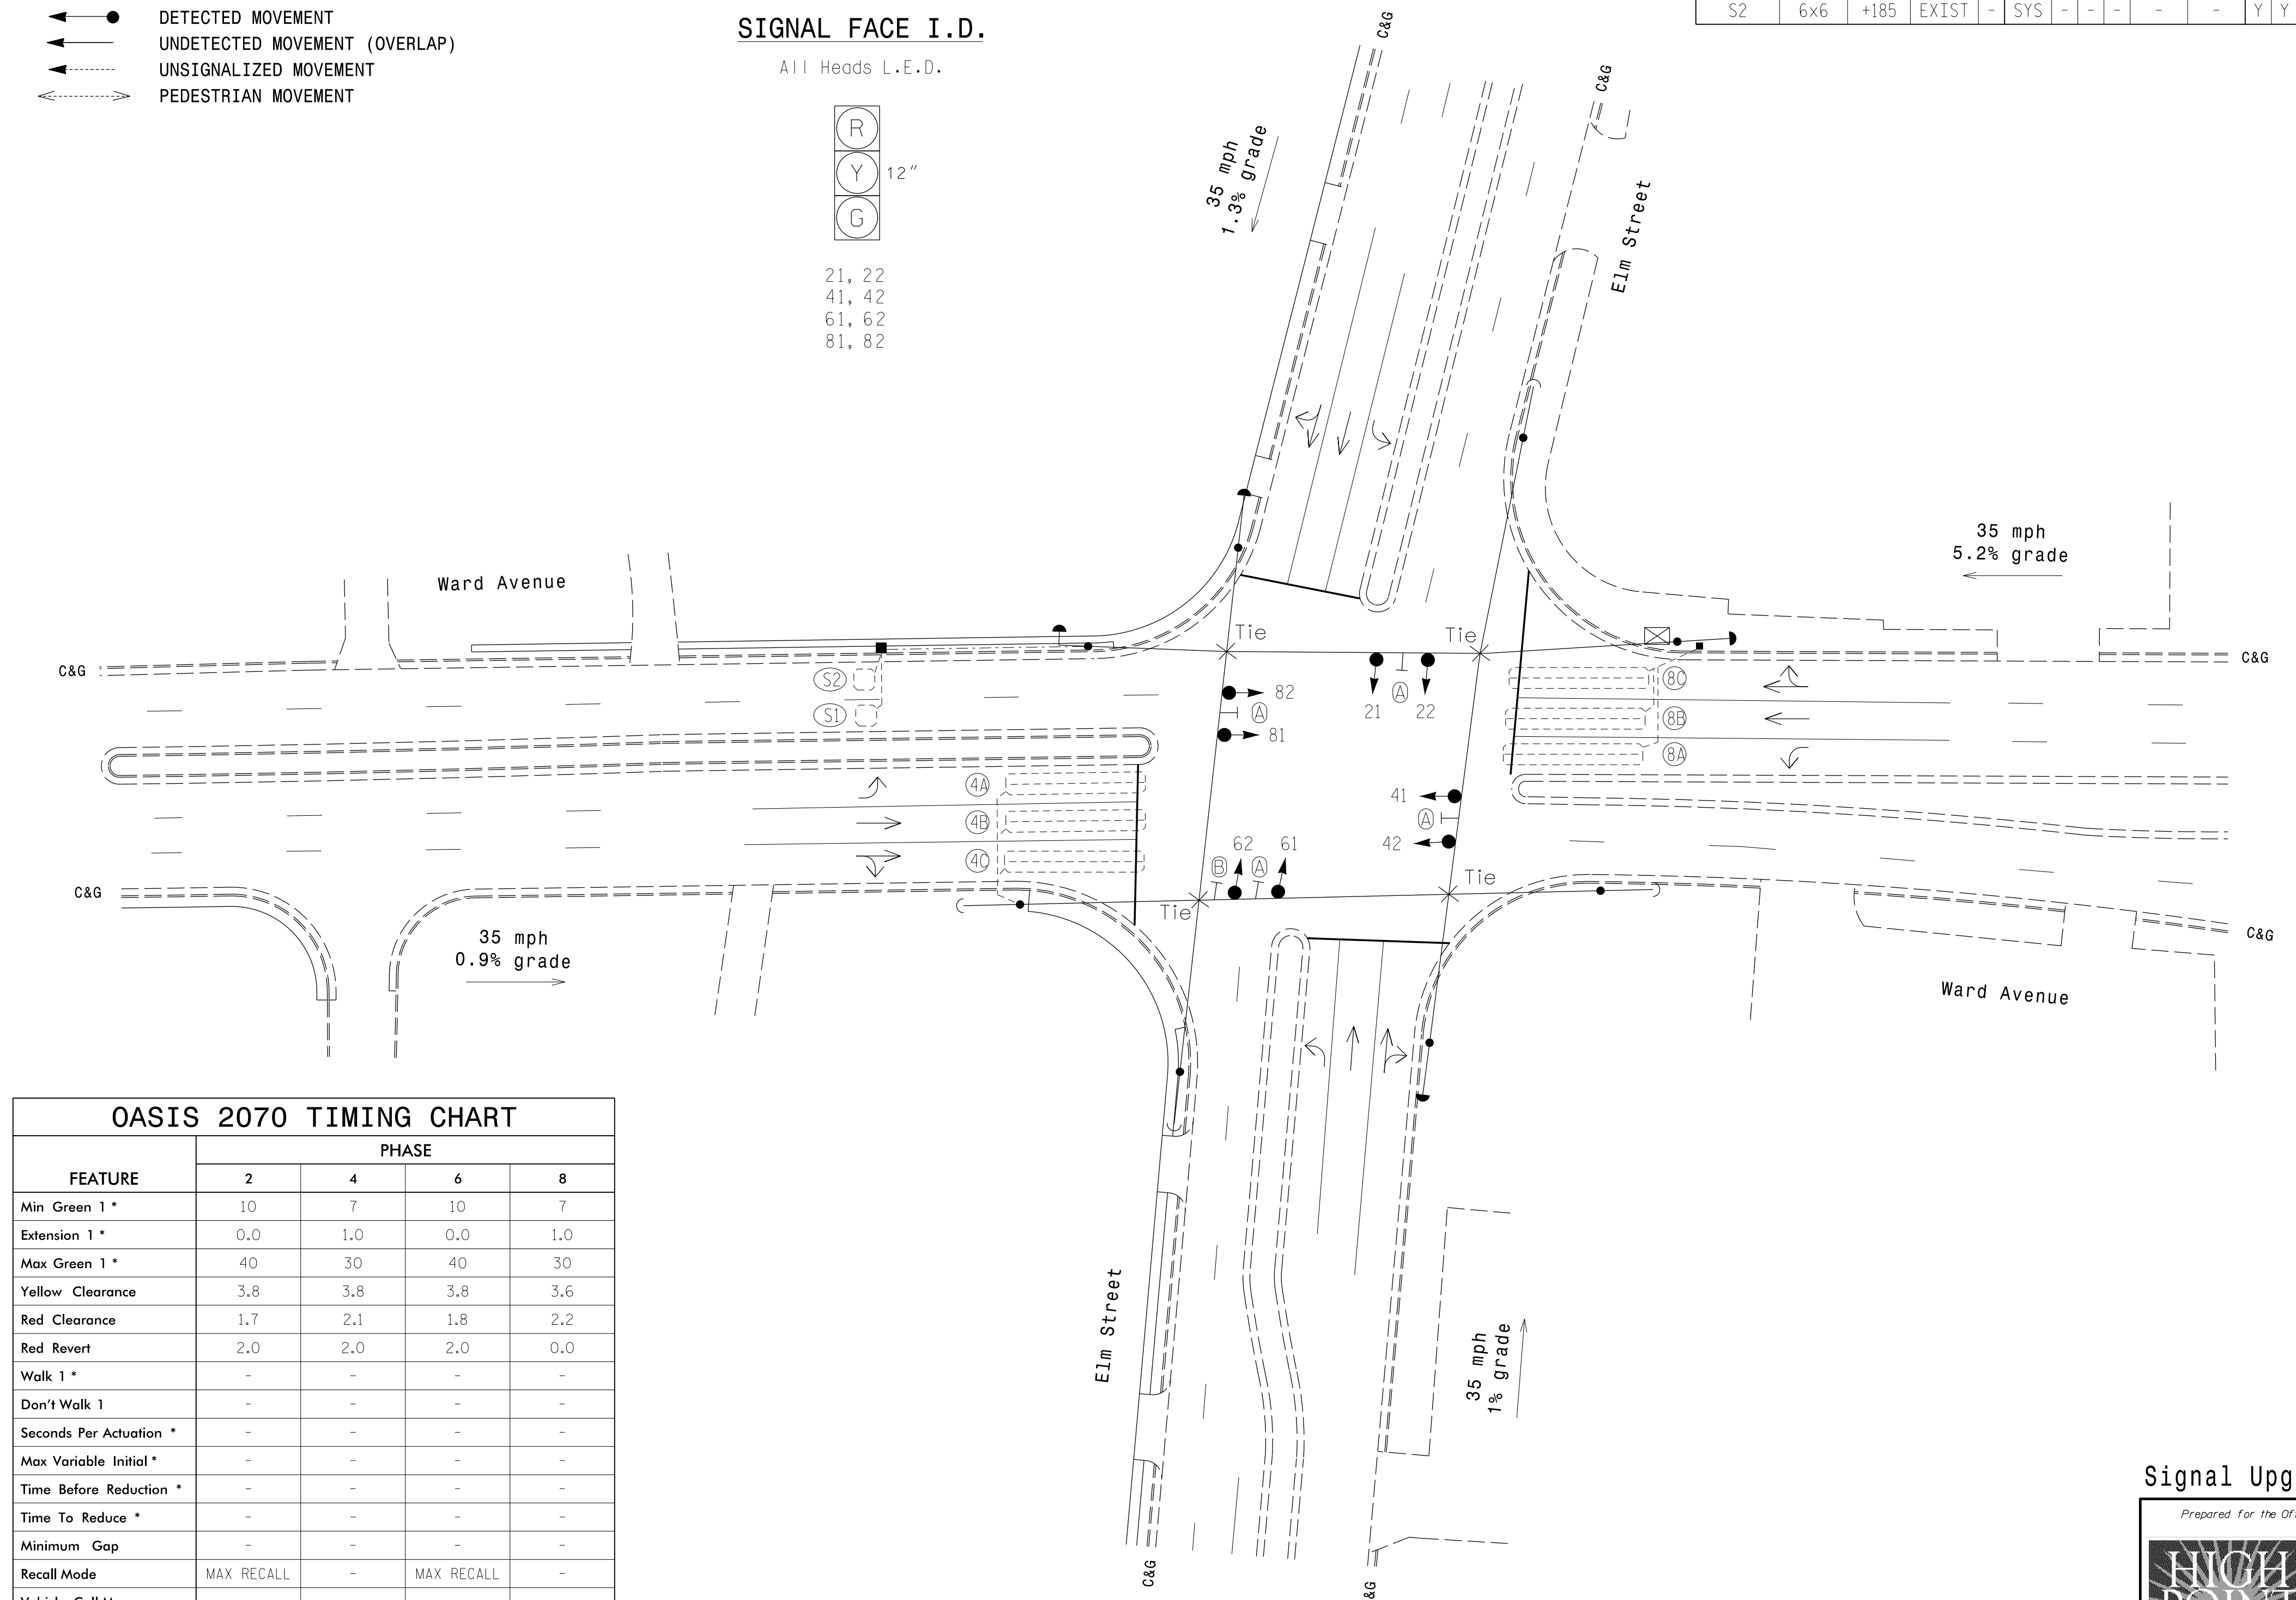 DETECTED MOVEMENT
UNDETECTED MOVEMENT (OVERLAP)
UNSIGNALIZED MOVEMENT
PEDESTRIAN MOVEMENT
SIGNAL FACE I.D.
All Heads L.E.D.
R
Y 12"
G
21, 22
41, 42
61, 62
81, 82
S2 6x6 +185 EXIST - SYS - - - - - Y Y
C&G
C&G
35 mph
1.3% grade
Elm Street
35 mph
5.2% grade
Ward Avenue
Tie
Tie
C&G
C&G
S2
S1
82
A
81
21
A
22
8C
8B
8A
4A
4B
4C
41
A
42
62
61
B
A
Tie
Tie
C&G
C&G
35 mph
0.9% grade
Ward Avenue
Elm Street
35 mph
1% grade
C&G
&G
OASIS 2070 TIMING CHART
FEATURE PHASE
2 4 6 8
Min Green 1 * 10 7 10 7
Extension 1 * 0.0 1.0 0.0 1.0
Max Green 1 * 40 30 40 30
Yellow Clearance 3.8 3.8 3.8 3.6
Red Clearance 1.7 2.1 1.8 2.2
Red Revert 2.0 2.0 2.0 0.0
Walk 1 * - - - -
Don't Walk 1 - - - -
Seconds Per Actuation * - - - -
Max Variable Initial * - - - -
Time Before Reduction * - - - -
Time To Reduce * - - - -
Minimum Gap - - - -
Recall Mode MAX RECALL - MAX RECALL -
Signal Upg
Prepared for the Of
HIGH